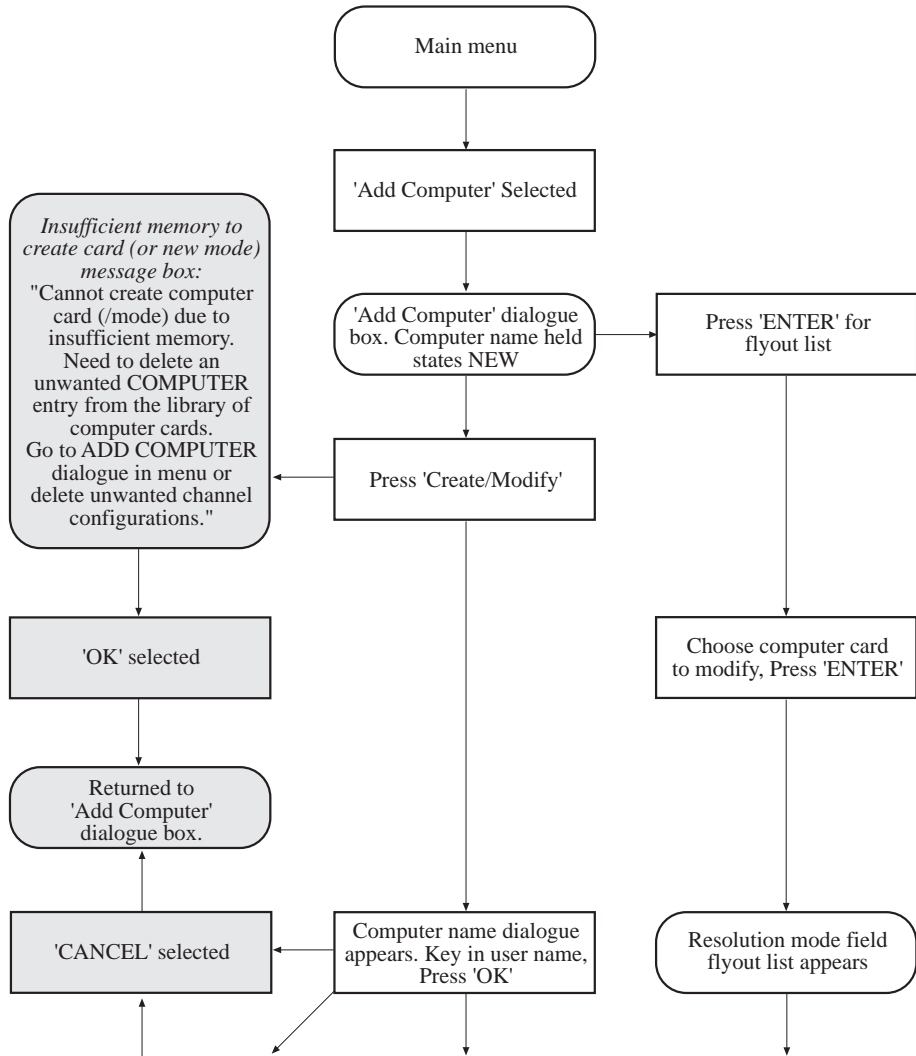 Main menu
'Add Computer' Selected
Insufficient memory to
create card (or new mode)
message box:
"Cannot create computer
card (/mode) due to
insufficient memory.
Need to delete an
unwanted COMPUTER
entry from the library of
computer cards.
Go to ADD COMPUTER
dialogue in menu or
delete unwanted channel
configurations."
'Add Computer' dialogue
box. Computer name held
states NEW
Press 'ENTER' for
flyout list
Press 'Create/Modify'
'OK' selected
Choose computer card
to modify, Press 'ENTER'
Returned to
'Add Computer'
dialogue box.
'CANCEL' selected
Computer name dialogue
appears. Key in user name,
Press 'OK'
Resolution mode field
flyout list appears